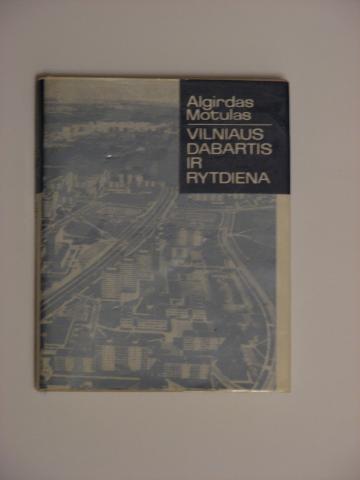 Algirdas
Motulas
VILNIAUS
DABARTIS
IR
RYTDIENA